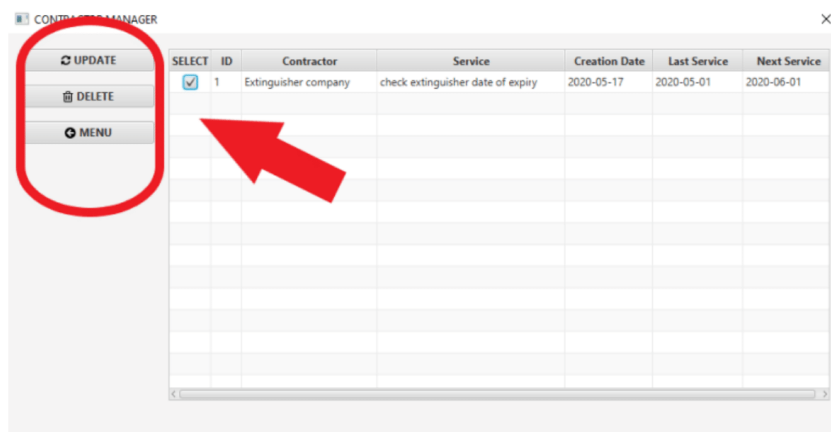 CONTRACTOR MANAGER
UPDATE
DELETE
MENU
SELECT ID Contractor Service Creation Date Last Service Next Service
1 Extinguisher company check extinguisher date of expiry 2020-05-17 2020-05-01 2020-06-01